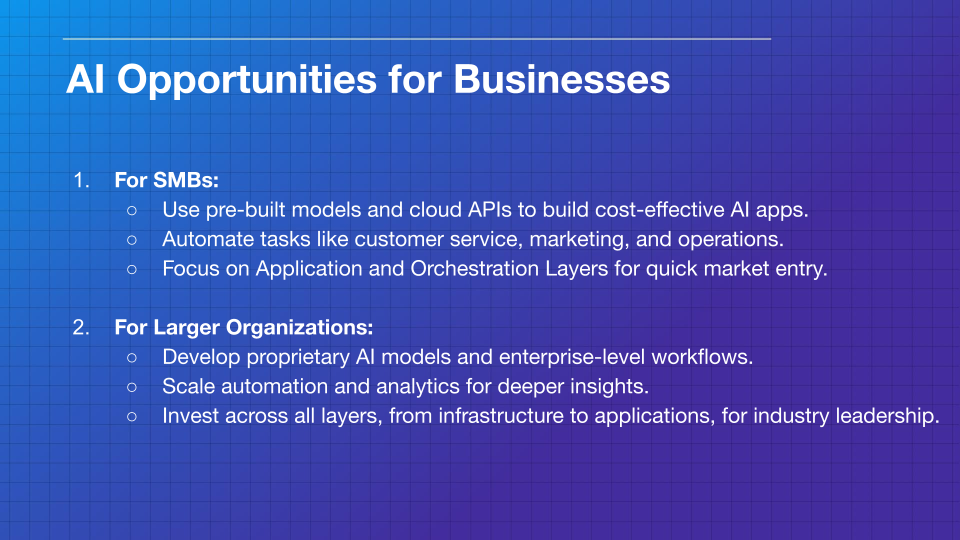 AI Opportunities for Businesses
1. For SMBs:
○ Use pre-built models and cloud APIs to build cost-effective AI apps.
○ Automate tasks like customer service, marketing, and operations.
○ Focus on Application and Orchestration Layers for quick market entry.
2. For Larger Organizations:
○ Develop proprietary AI models and enterprise-level workflows.
○ Scale automation and analytics for deeper insights.
○ Invest across all layers, from infrastructure to applications, for industry leadership.